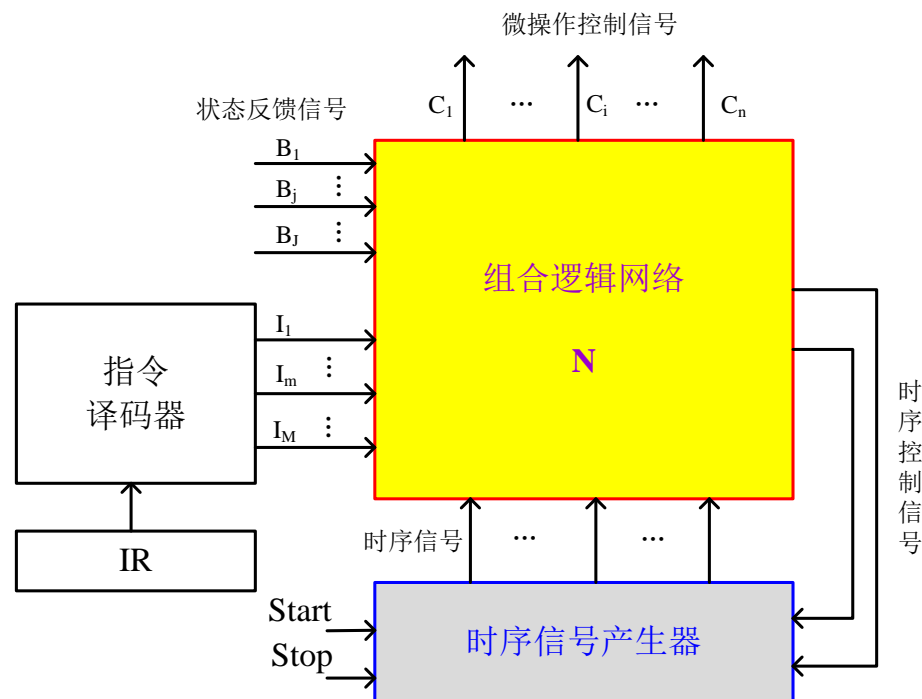 微操作控制信号
C₁ ··· Cᵢ ··· Cₙ
状态反馈信号
B₁
Bⱼ ⋮
B_J ⋮
组合逻辑网络
N
指令
译码器
I₁
Iₘ ⋮
I_M ⋮
时序控制信号
IR
时序信号 ··· ···
Start
Stop
时序信号产生器